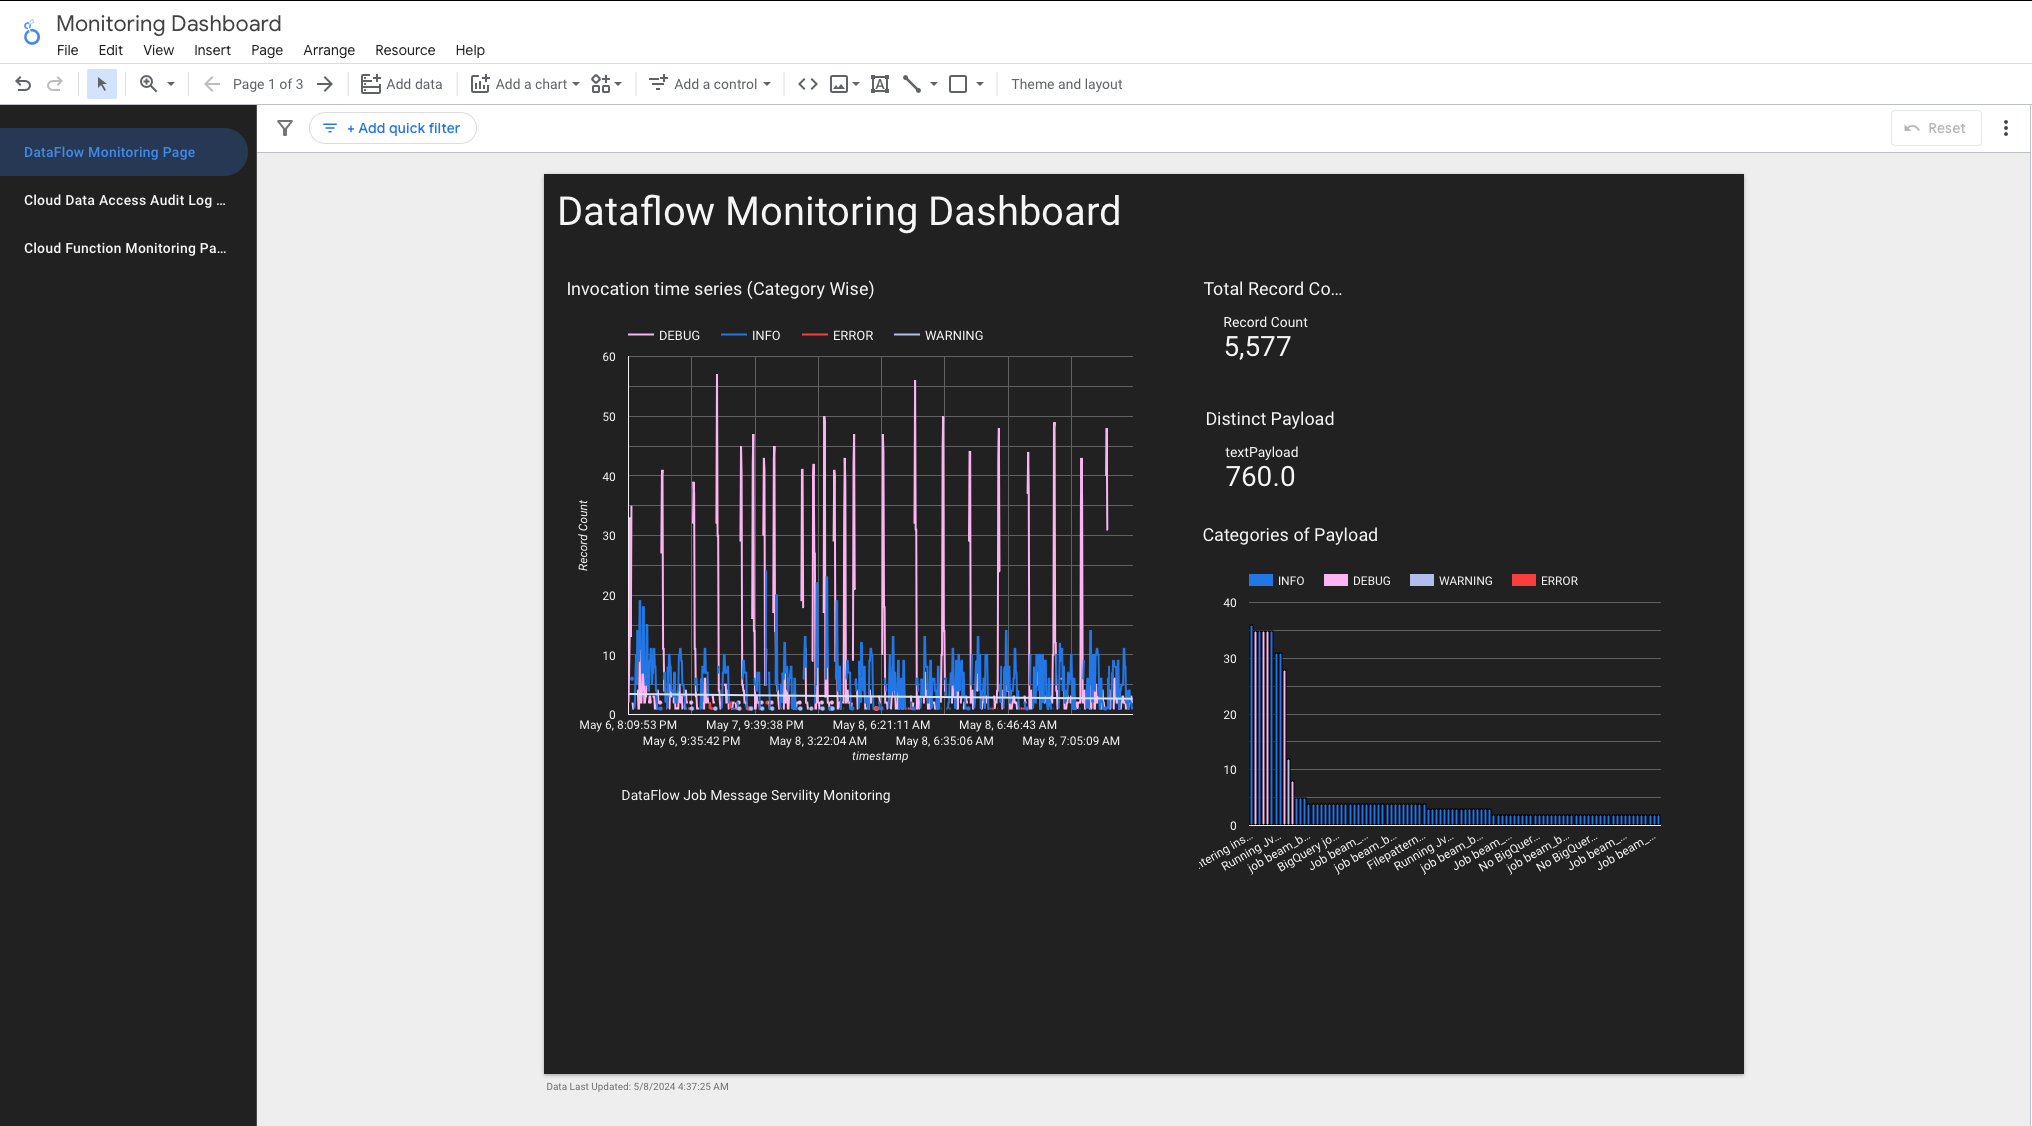 Monitoring Dashboard
File Edit View Insert Page Arrange Resource Help
Page 1 of 3 Add data Add a chart Add a control Theme and layout
+ Add quick filter Reset
DataFlow Monitoring Page
Cloud Data Access Audit Log ...
Cloud Function Monitoring Pa...
Dataflow Monitoring Dashboard
Invocation time series (Category Wise)
DEBUG INFO ERROR WARNING
60
50
40
30
20
10
0
Record Count
May 6, 8:09:53 PM May 7, 9:39:38 PM May 8, 6:21:11 AM May 8, 6:46:43 AM
May 6, 9:35:42 PM May 8, 3:22:04 AM May 8, 6:35:06 AM May 8, 7:05:09 AM
timestamp
DataFlow Job Message Servility Monitoring
Total Record Co...
Record Count
5,577
Distinct Payload
textPayload
760.0
Categories of Payload
INFO DEBUG WARNING ERROR
40
30
20
10
0
...tering ins...
Running Jv...
job beam_b...
BigQuery jo...
Job beam_...
job beam_b...
Filepattern...
Running Jv...
job beam_b...
Job beam_...
No BigQuer...
job beam_b...
No BigQuer...
Job beam_...
Job beam_...
Data Last Updated: 5/8/2024 4:37:25 AM